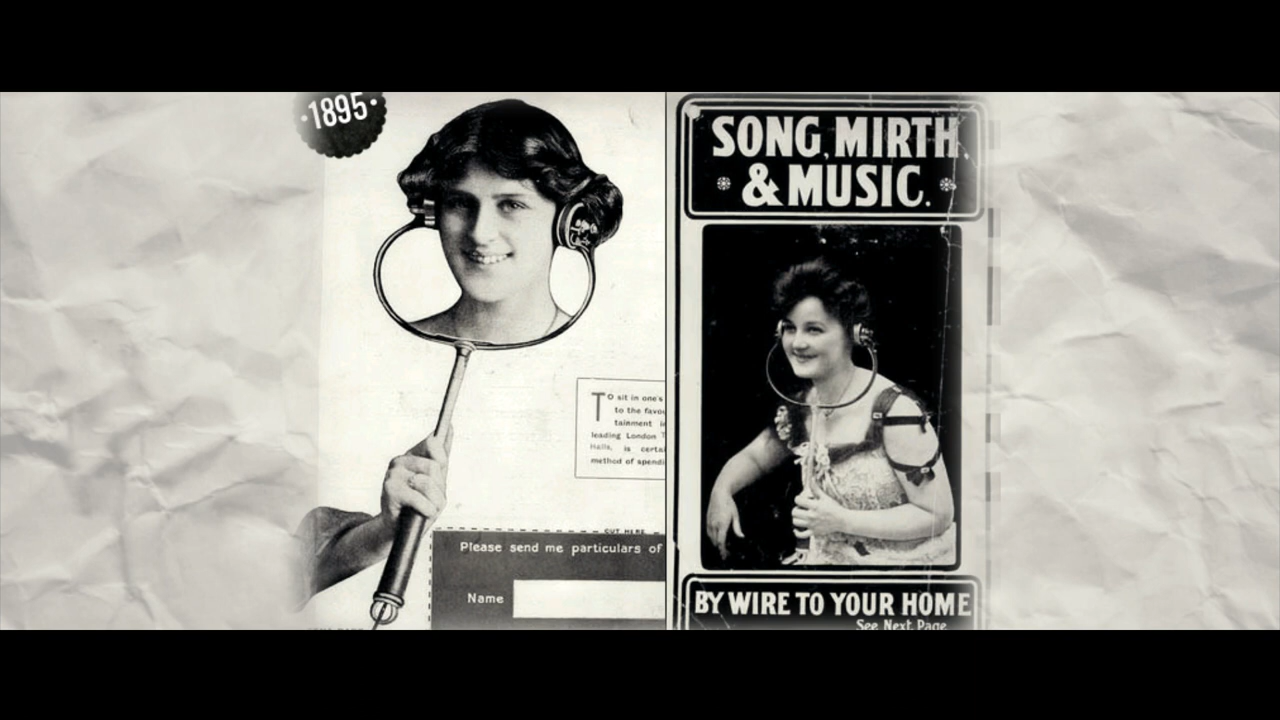 ·1895·
SONG, MIRTH,
& MUSIC.
TO sit in one's
to the favou
tainment i
leading London T
Halls, is certai
method of spendi
CUT HERE
Please send me particulars of
Name
BY WIRE TO YOUR HOME
See Next Page